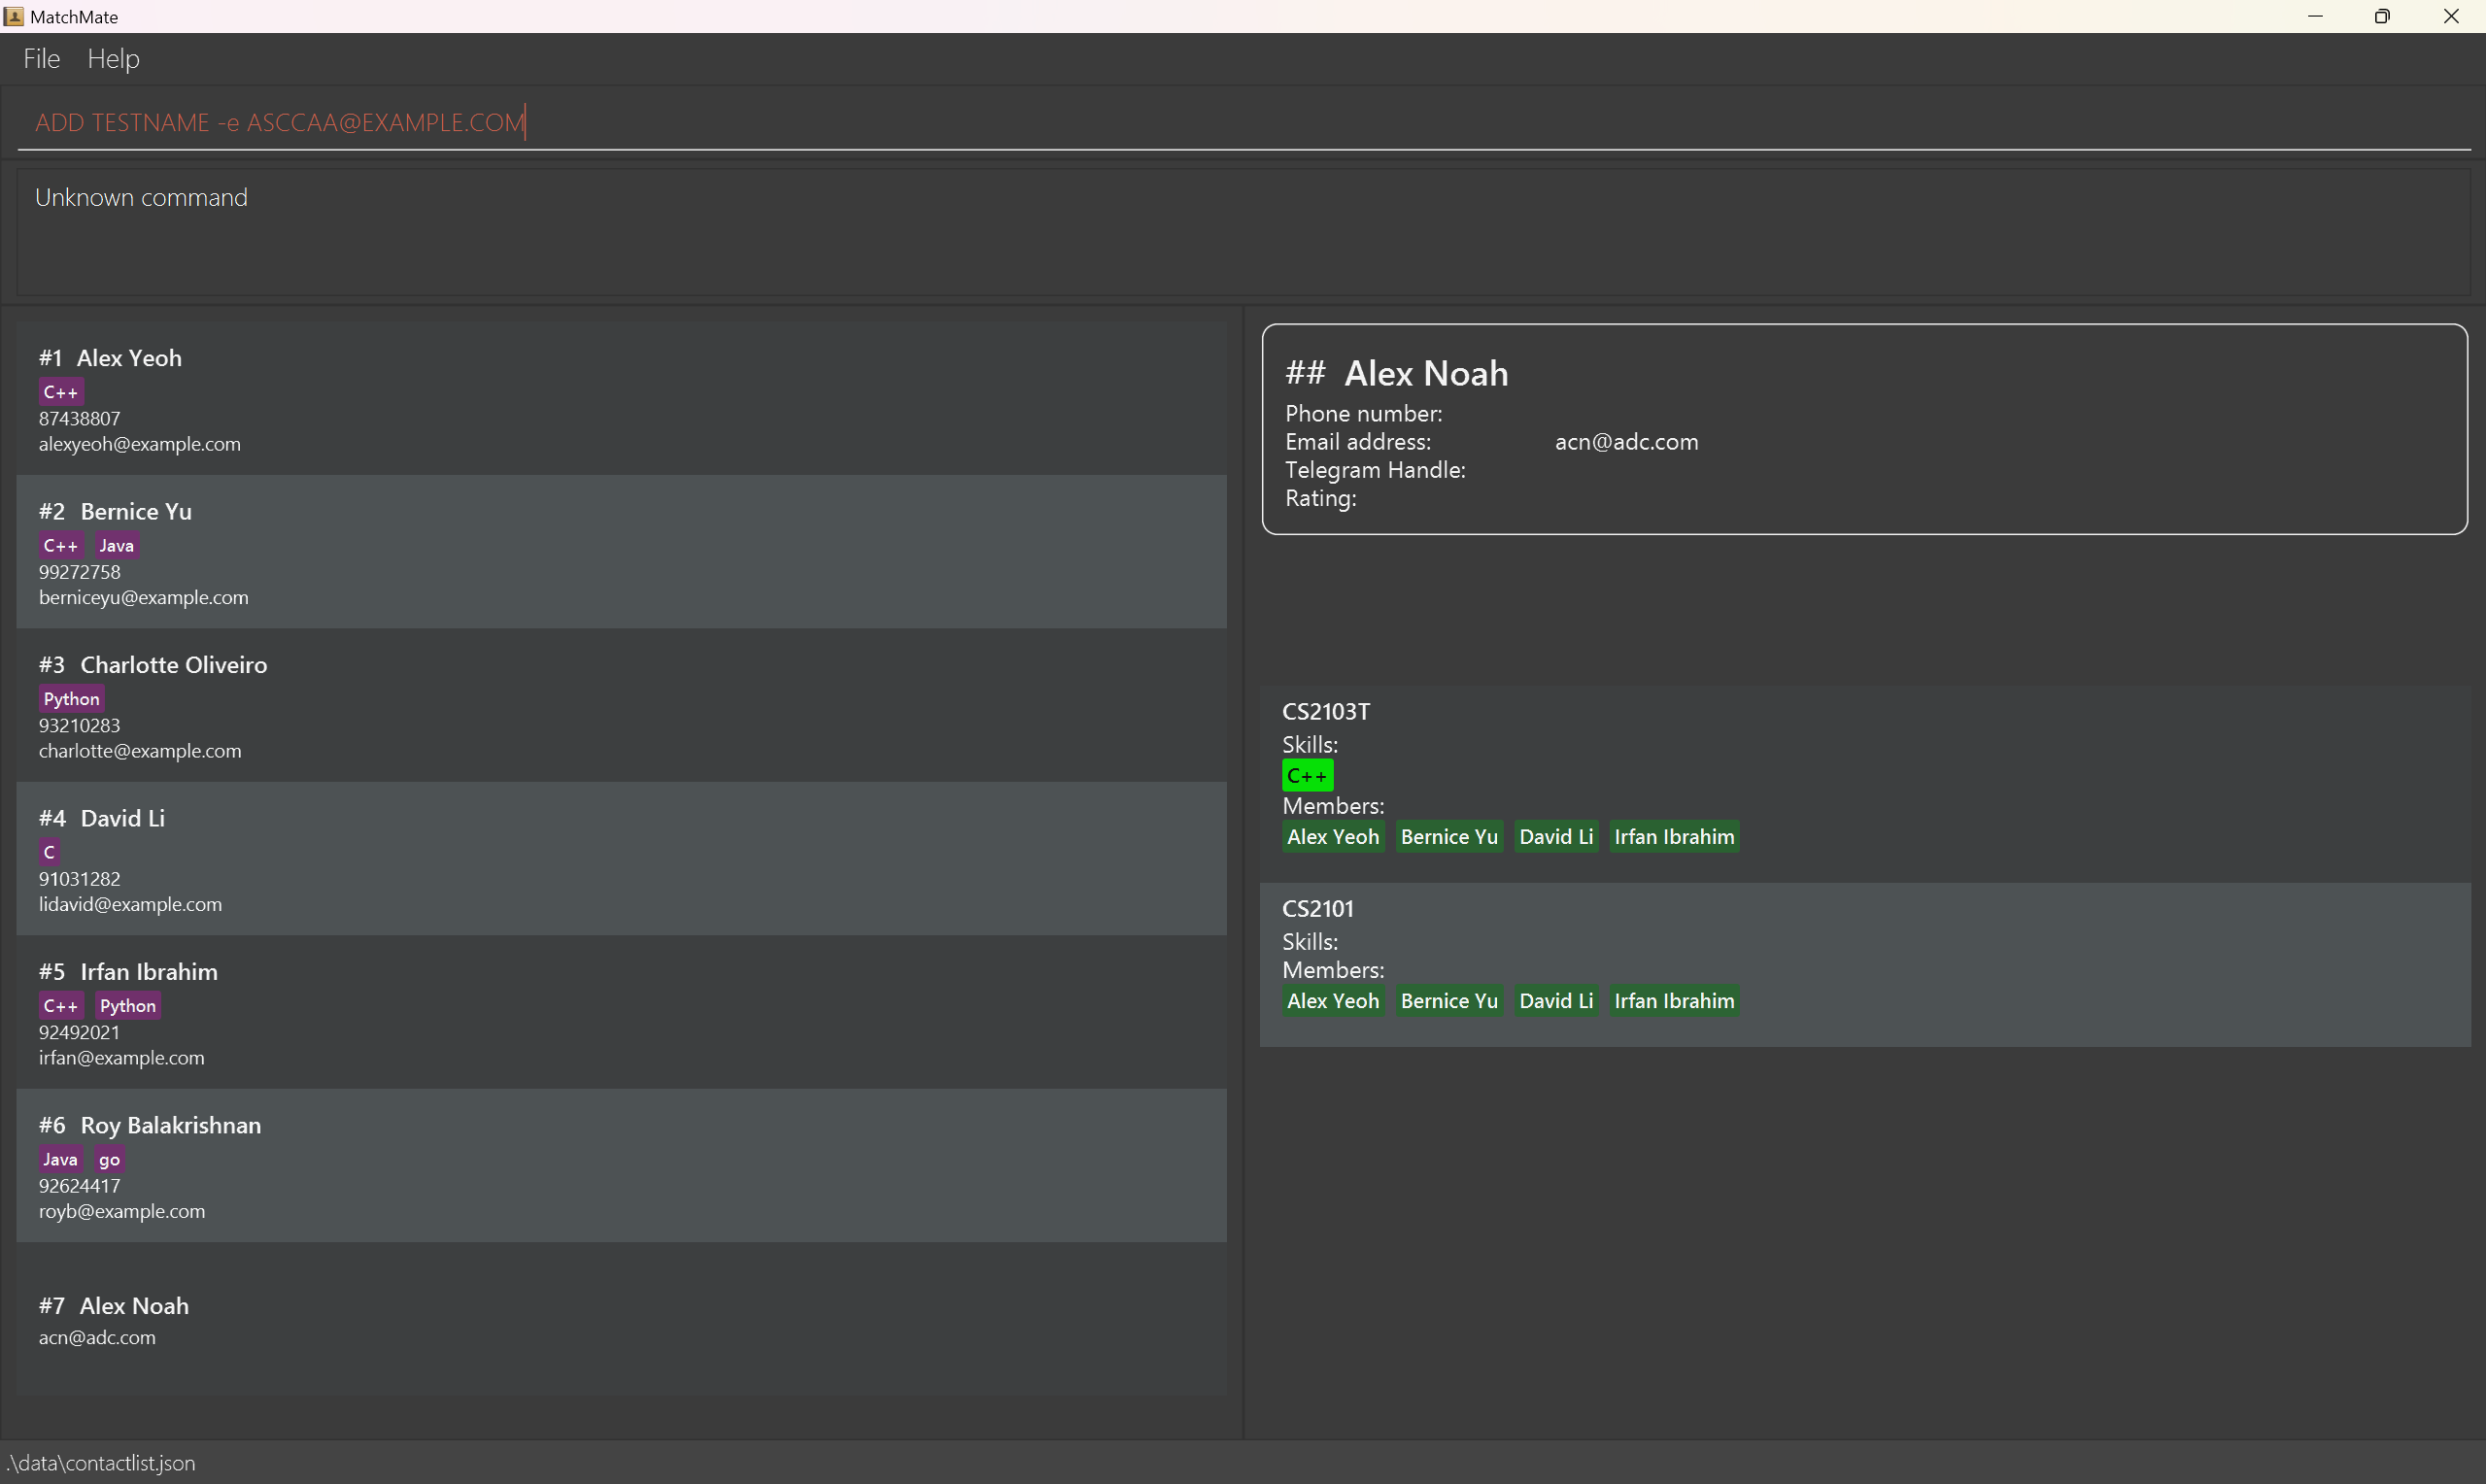 MatchMate
File Help
ADD TESTNAME -e ASCCAA@EXAMPLE.COM
Unknown command
#1 Alex Yeoh
C++
87438807
alexyeoh@example.com
#2 Bernice Yu
C++ Java
99272758
berniceyu@example.com
#3 Charlotte Oliveiro
Python
93210283
charlotte@example.com
#4 David Li
C
91031282
lidavid@example.com
#5 Irfan Ibrahim
C++ Python
92492021
irfan@example.com
#6 Roy Balakrishnan
Java go
92624417
royb@example.com
#7 Alex Noah
acn@adc.com
## Alex Noah
Phone number:
Email address: acn@adc.com
Telegram Handle:
Rating:
CS2103T
Skills:
C++
Members:
Alex Yeoh Bernice Yu David Li Irfan Ibrahim
CS2101
Skills:
Members:
Alex Yeoh Bernice Yu David Li Irfan Ibrahim
.\data\contactlist.json